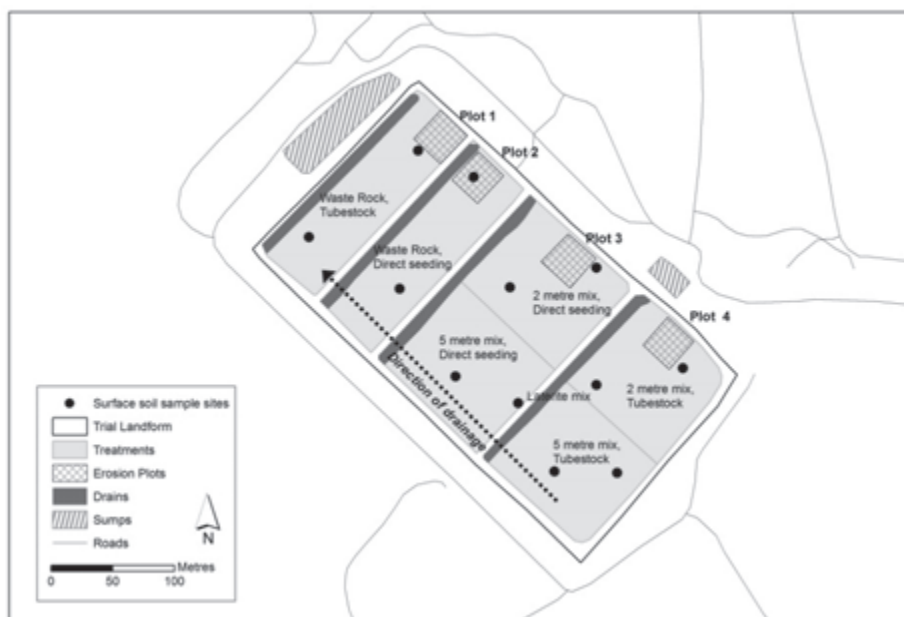 Plot 1
Plot 2
Waste Rock,
Tubestock
Waste Rock,
Direct seeding
Plot 3
2 metre mix,
Direct seeding
Plot 4
5 metre mix,
Direct seeding
Direction of drainage
Laterite mix
2 metre mix,
Tubestock
5 metre mix,
Tubestock
Surface soil sample sites
Trial Landform
Treatments
Erosion Plots
Drains
Sumps
Roads
N
Metres
0 50 100